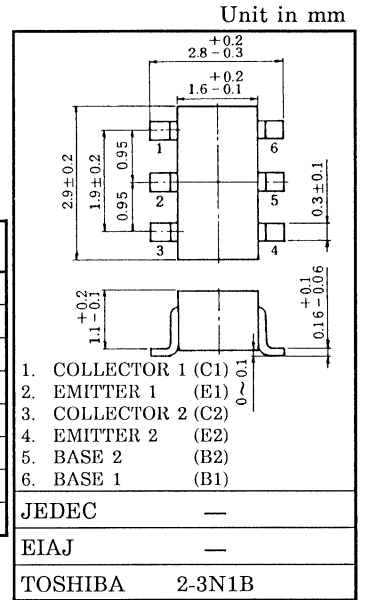 Unit in mm
+0.2
2.8-0.3
+0.2
1.6-0.1
1
6
2
5
3
4
2.9±0.2
1.9±0.2
0.95
0.95
0.3±0.1
+0.2
1.1-0.1
+0.1
0.16-0.06
0~0.1
1. COLLECTOR 1 (C1)
2. EMITTER 1 (E1)
3. COLLECTOR 2 (C2)
4. EMITTER 2 (E2)
5. BASE 2 (B2)
6. BASE 1 (B1)
JEDEC —
EIAJ —
TOSHIBA 2-3N1B